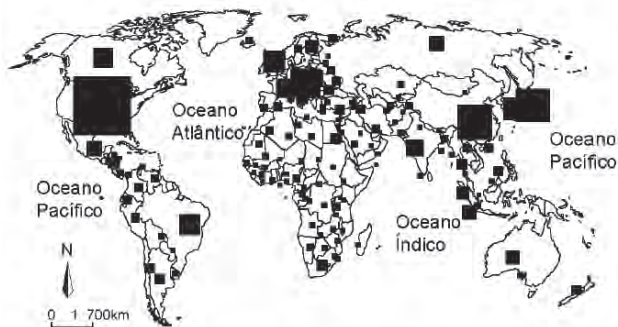 Oceano
Atlântico
Oceano
Pacífico
Oceano
Pacífico
Oceano
Índico
N
0 1 700km